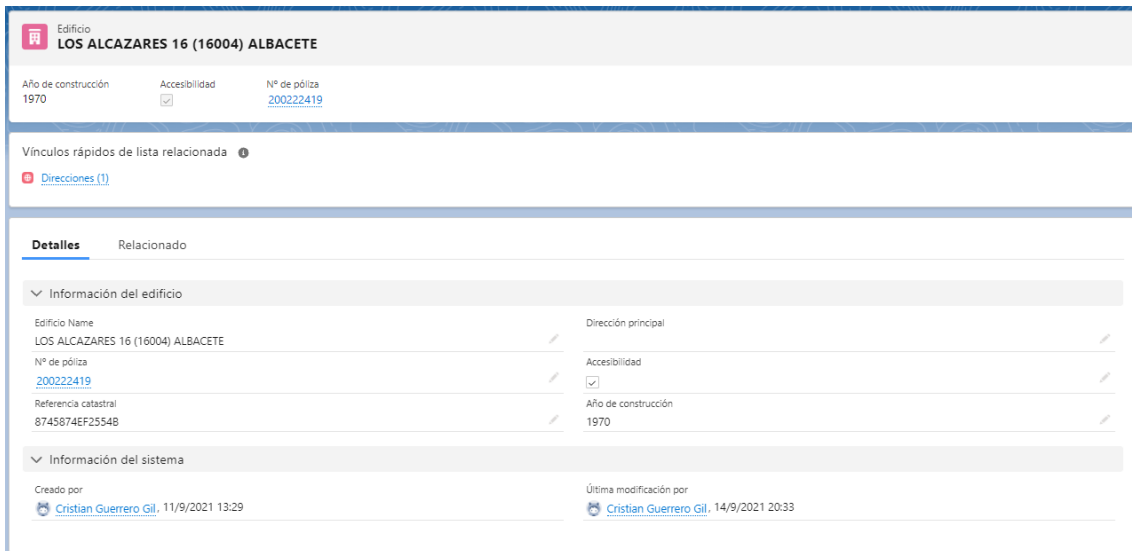 Edificio
LOS ALCAZARES 16 (16004) ALBACETE
Año de construcción Accesibilidad Nº de póliza
1970 200222419
Vínculos rápidos de lista relacionada
Direcciones (1)
Detalles Relacionado
Información del edificio
Edificio Name Dirección principal
LOS ALCAZARES 16 (16004) ALBACETE
Nº de póliza Accesibilidad
200222419
Referencia catastral Año de construcción
8745874EF2554B 1970
Información del sistema
Creado por Última modificación por
Cristian Guerrero Gil, 11/9/2021 13:29 Cristian Guerrero Gil, 14/9/2021 20:33